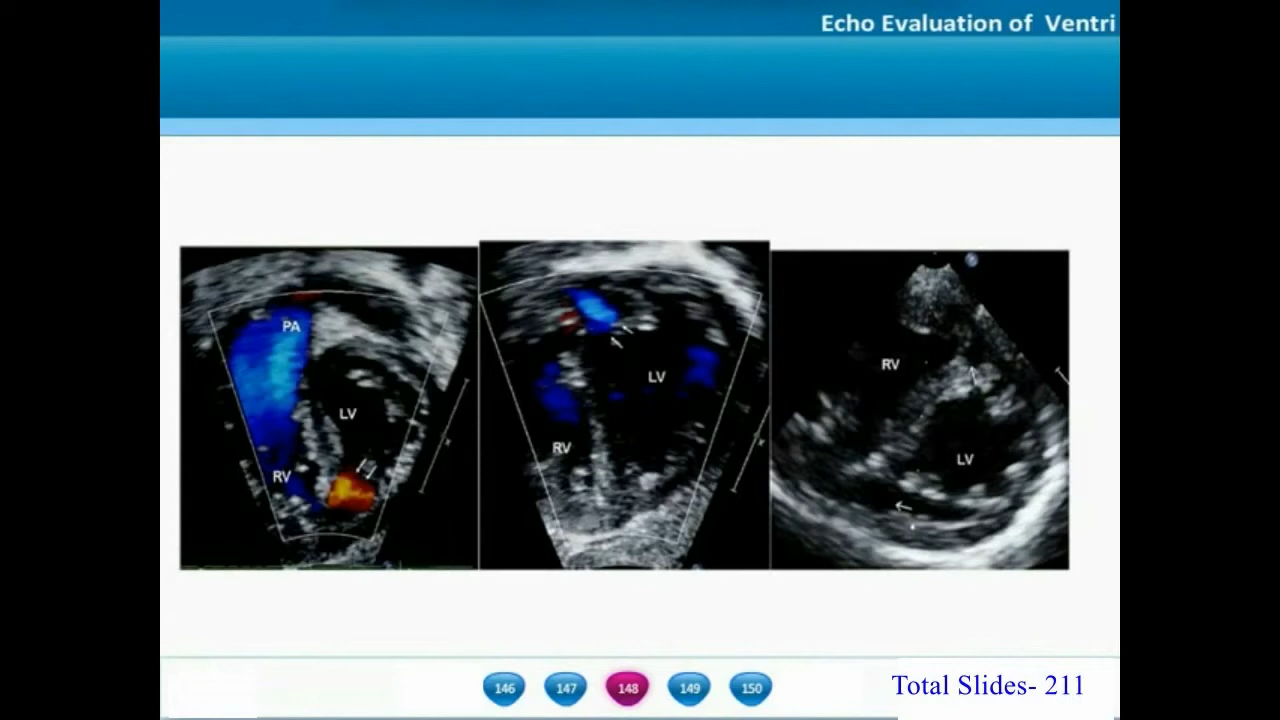 Echo Evaluation of Ventri
PA
LV
RV
LV
RV
RV
LV
146 147 148 149 150
Total Slides- 211